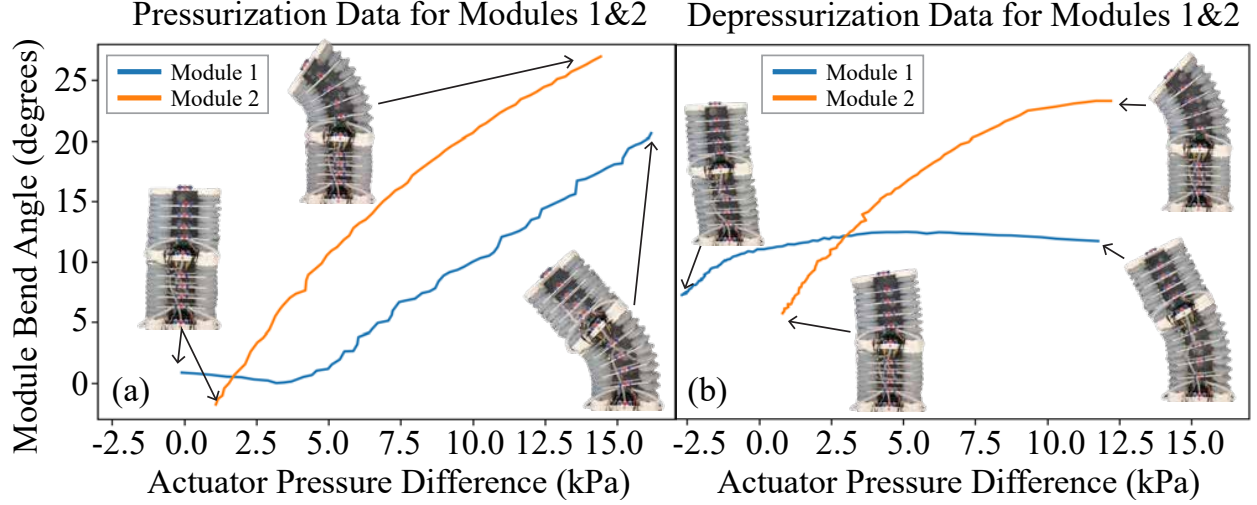 Pressurization Data for Modules 1&2
Depressurization Data for Modules 1&2
Module Bend Angle (degrees)
25
20
15
10
5
0
Module 1
Module 2
(a)
Module 1
Module 2
(b)
-2.5 0.0 2.5 5.0 7.5 10.0 12.5 15.0
-2.5 0.0 2.5 5.0 7.5 10.0 12.5 15.0
Actuator Pressure Difference (kPa)
Actuator Pressure Difference (kPa)